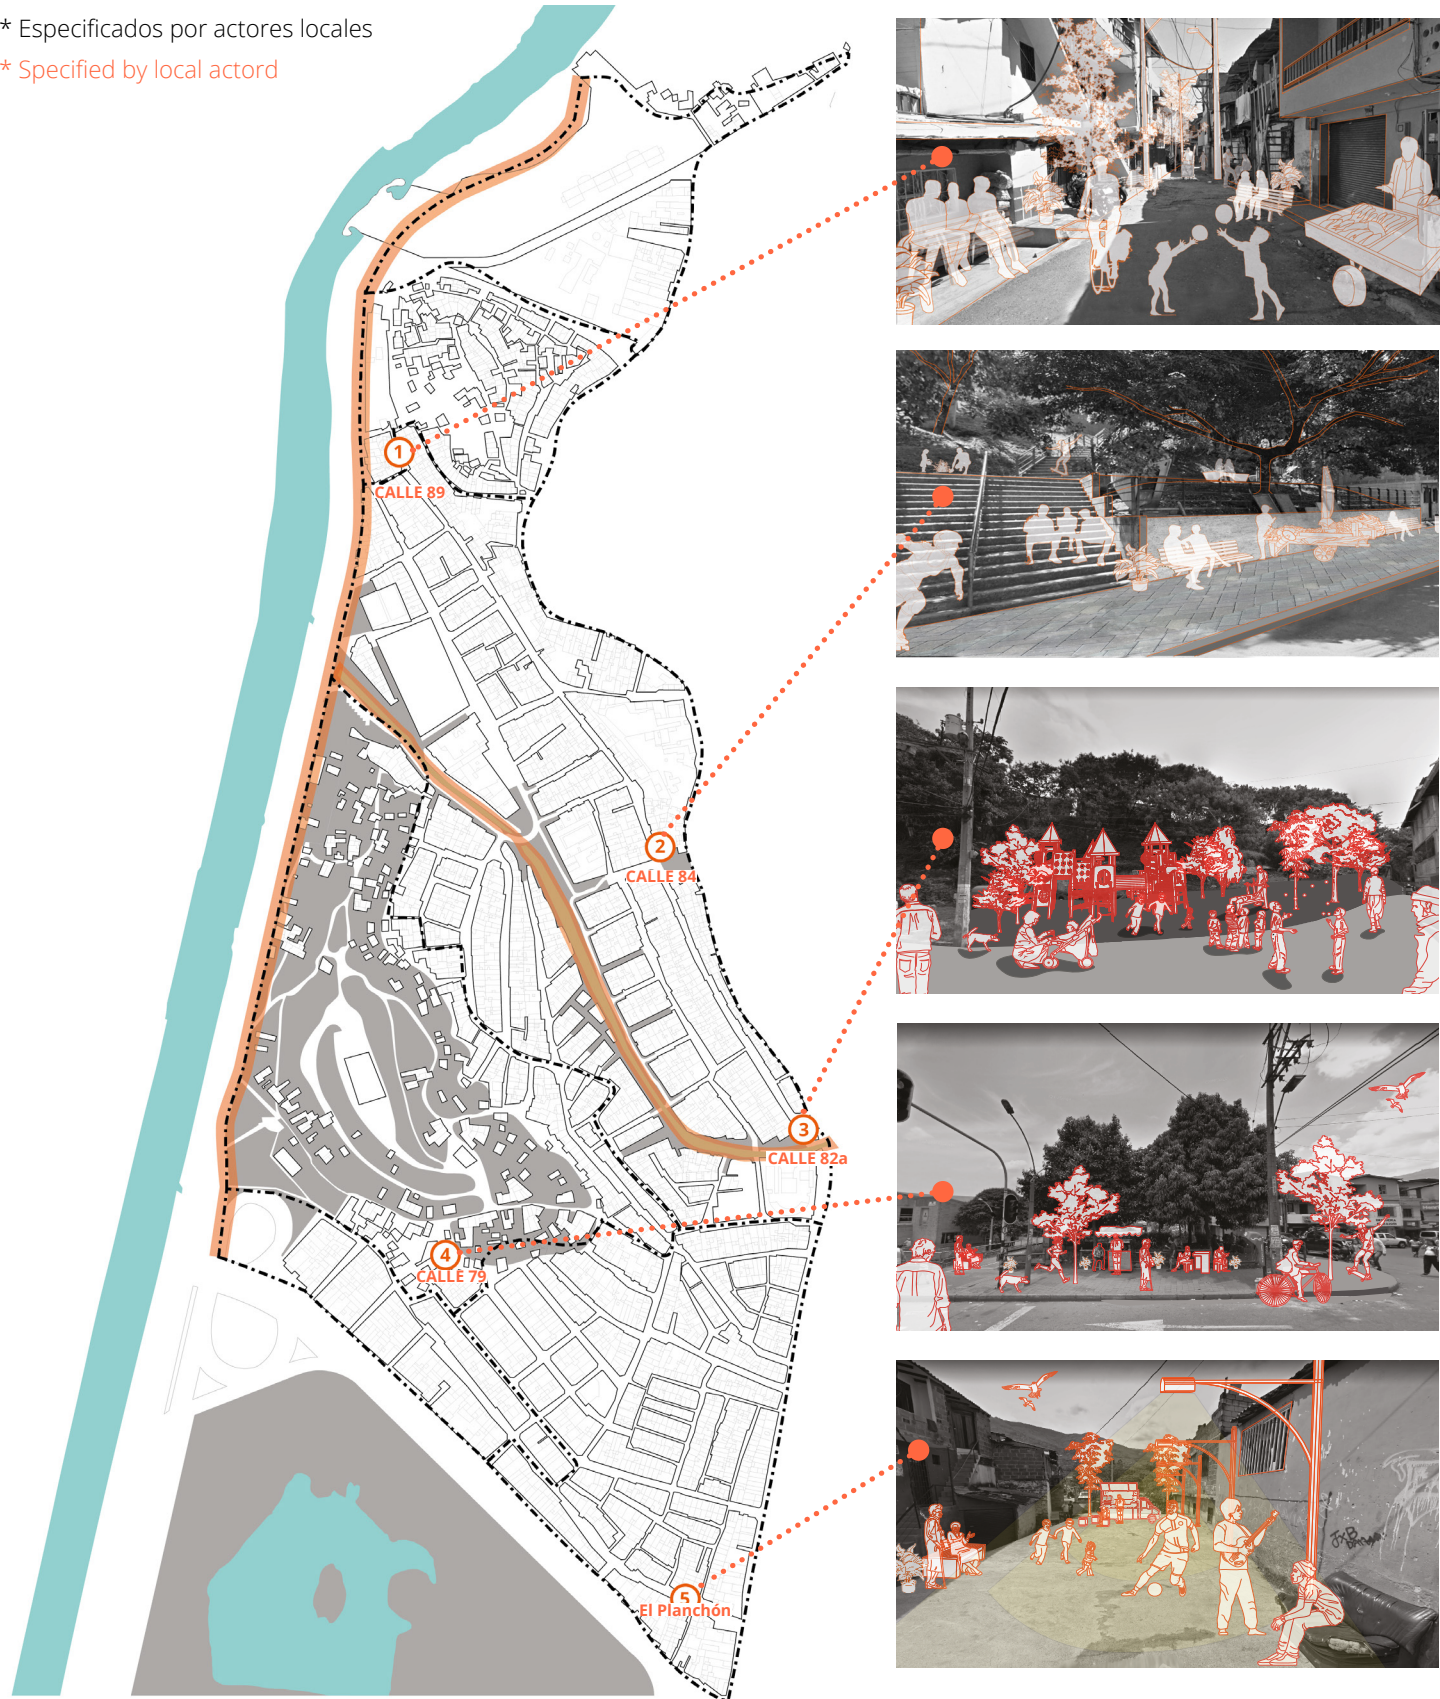 * Especificados por actores locales
* Specified by local actord
1
CALLE 89
2
CALLE 84
3
CALLE 82a
4
CALLE 79
5
El Planchón